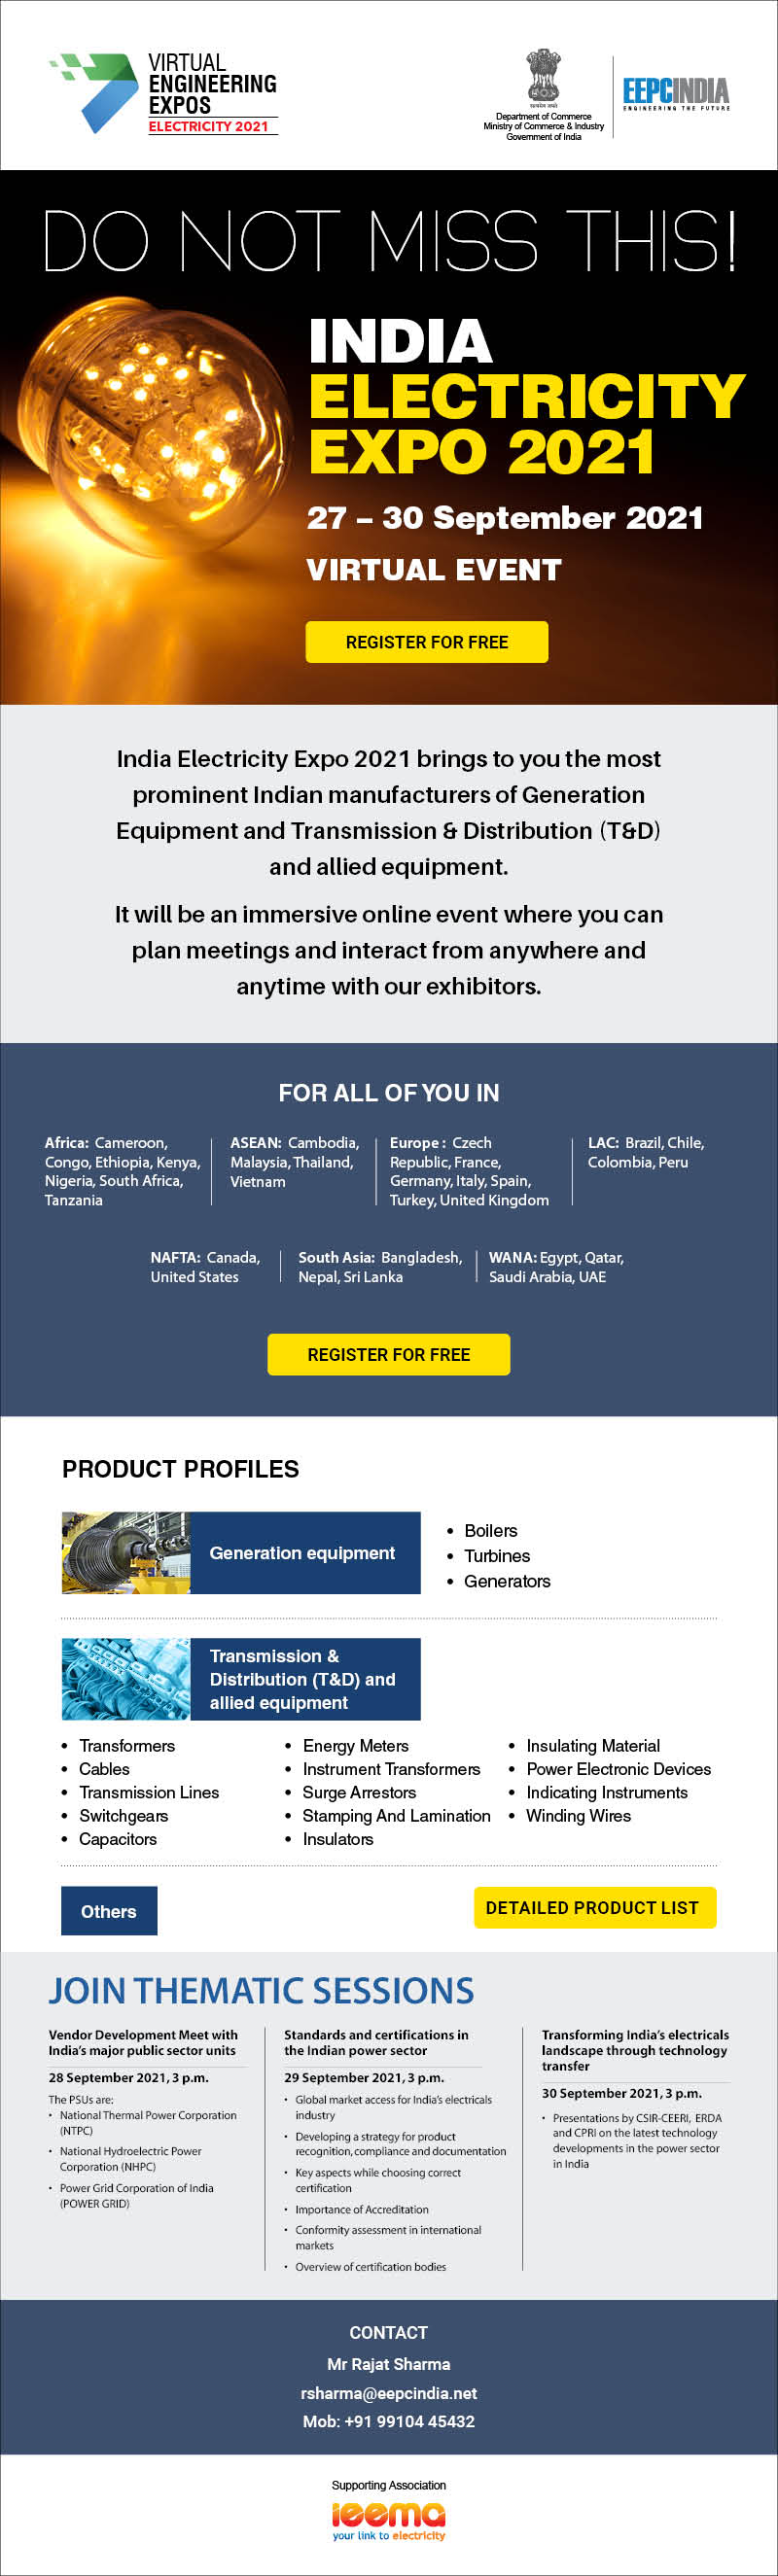 VIRTUAL
ENGINEERING
EXPOS
ELECTRICITY 2021
सत्यमेव जयते
Department of Commerce
Ministry of Commerce & Industry
Government of India
EEPCINDIA
ENGINEERING THE FUTURE
DO NOT MISS THIS!
INDIA
ELECTRICITY
EXPO 2021
27 – 30 September 2021
VIRTUAL EVENT
REGISTER FOR FREE
India Electricity Expo 2021 brings to you the most
prominent Indian manufacturers of Generation
Equipment and Transmission & Distribution (T&D)
and allied equipment.
It will be an immersive online event where you can
plan meetings and interact from anywhere and
anytime with our exhibitors.
FOR ALL OF YOU IN
Africa: Cameroon,
Congo, Ethiopia, Kenya,
Nigeria, South Africa,
Tanzania
ASEAN: Cambodia,
Malaysia, Thailand,
Vietnam
Europe : Czech
Republic, France,
Germany, Italy, Spain,
Turkey, United Kingdom
LAC: Brazil, Chile,
Colombia, Peru
NAFTA: Canada,
United States
South Asia: Bangladesh,
Nepal, Sri Lanka
WANA: Egypt, Qatar,
Saudi Arabia, UAE
REGISTER FOR FREE
PRODUCT PROFILES
Generation equipment
• Boilers
• Turbines
• Generators
Transmission &
Distribution (T&D) and
allied equipment
• Transformers
• Cables
• Transmission Lines
• Switchgears
• Capacitors
• Energy Meters
• Instrument Transformers
• Surge Arrestors
• Stamping And Lamination
• Insulators
• Insulating Material
• Power Electronic Devices
• Indicating Instruments
• Winding Wires
Others
DETAILED PRODUCT LIST
JOIN THEMATIC SESSIONS
Vendor Development Meet with
India's major public sector units
28 September 2021, 3 p.m.
The PSUs are:
• National Thermal Power Corporation
(NTPC)
• National Hydroelectric Power
Corporation (NHPC)
• Power Grid Corporation of India
(POWER GRID)
Standards and certifications in
the Indian power sector
29 September 2021, 3 p.m.
• Global market access for India's electricals
industry
• Developing a strategy for product
recognition, compliance and documentation
• Key aspects while choosing correct
certification
• Importance of Accreditation
• Conformity assessment in international
markets
• Overview of certification bodies
Transforming India's electricals
landscape through technology
transfer
30 September 2021, 3 p.m.
• Presentations by CSIR-CEERI, ERDA
and CPRI on the latest technology
developments in the power sector
in India
CONTACT
Mr Rajat Sharma
rsharma@eepcindia.net
Mob: +91 99104 45432
Supporting Association
ieema
your link to electricity